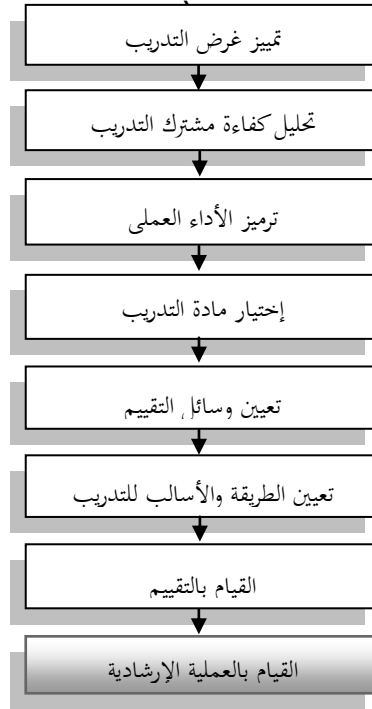 تمييز غرض التدريب
تحليل كفاءة مشترك التدريب
ترميز الأداء العملى
إختيار مادة التدريب
تعيين وسائل التقييم
تعيين الطريقة والأسالب للتدريب
القيام بالتقييم
القيام بالعملية الإرشادية